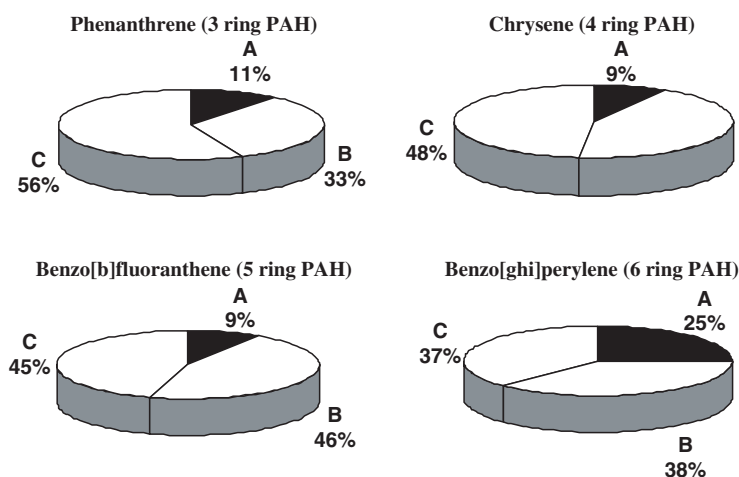 Phenanthrene (3 ring PAH)
A
11%
B
33%
C
56%
Chrysene (4 ring PAH)
A
9%
C
48%
Benzo[b]fluoranthene (5 ring PAH)
A
9%
C
45%
B
46%
Benzo[ghi]perylene (6 ring PAH)
A
25%
C
37%
B
38%